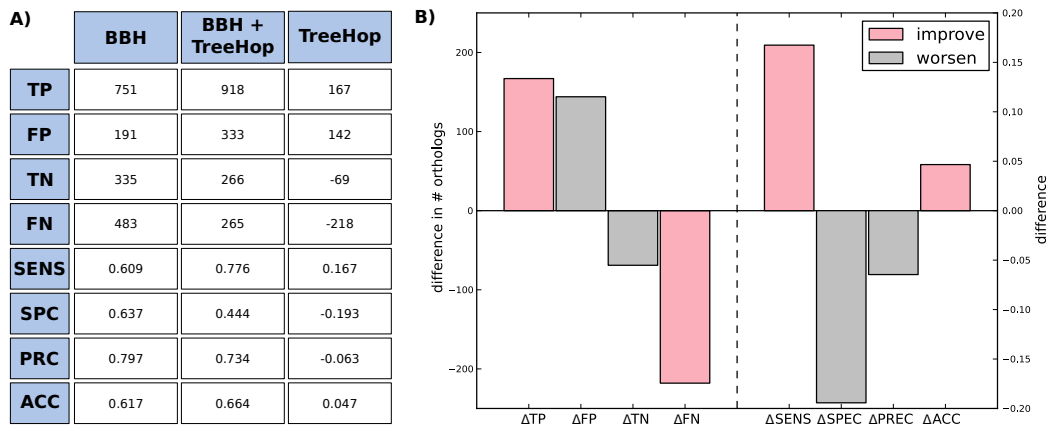 A)
BBH
BBH +
TreeHop
TreeHop
TP 751 918 167
FP 191 333 142
TN 335 266 -69
FN 483 265 -218
SENS 0.609 0.776 0.167
SPC 0.637 0.444 -0.193
PRC 0.797 0.734 -0.063
ACC 0.617 0.664 0.047
B)
difference in # orthologs
200
100
0
−100
−200
improve
worsen
0.20
0.15
0.10
0.05
0.00
−0.05
−0.10
−0.15
−0.20
difference
ΔTP ΔFP ΔTN ΔFN ΔSENS ΔSPEC ΔPREC ΔACC